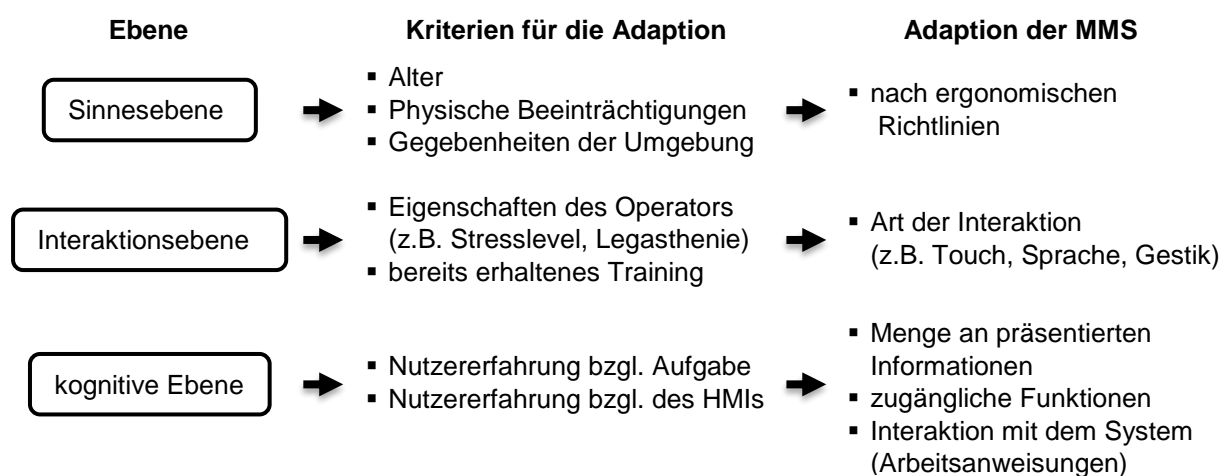 Ebene
Kriterien für die Adaption
Adaption der MMS
Sinnesebene
▪ Alter
▪ Physische Beeinträchtigungen
▪ Gegebenheiten der Umgebung
▪ nach ergonomischen
Richtlinien
Interaktionsebene
▪ Eigenschaften des Operators
(z.B. Stresslevel, Legasthenie)
▪ bereits erhaltenes Training
▪ Art der Interaktion
(z.B. Touch, Sprache, Gestik)
kognitive Ebene
▪ Nutzererfahrung bzgl. Aufgabe
▪ Nutzererfahrung bzgl. des HMIs
▪ Menge an präsentierten
Informationen
▪ zugängliche Funktionen
▪ Interaktion mit dem System
(Arbeitsanweisungen)